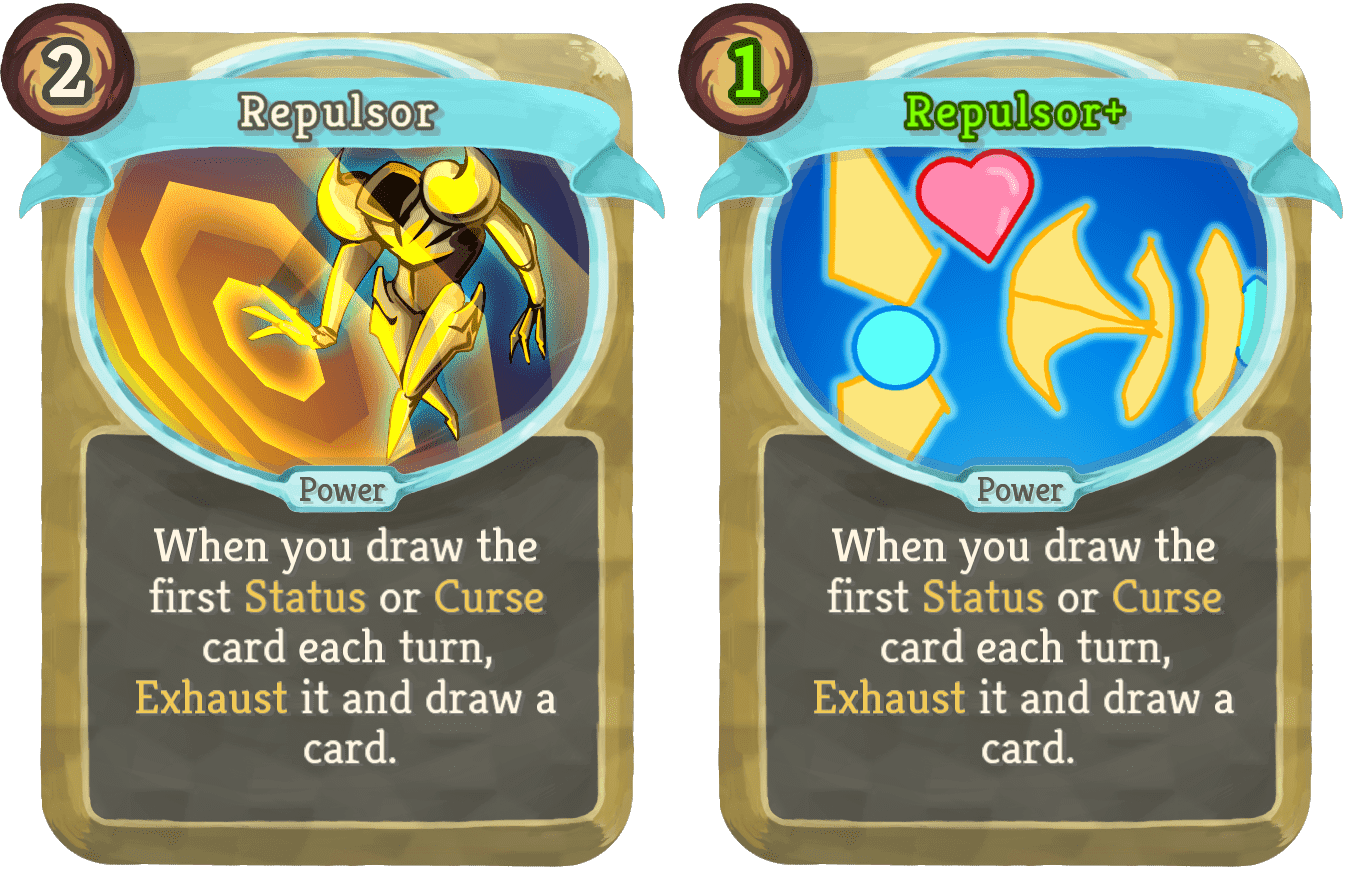 2
Repulsor
Power
When you draw the
first Status or Curse
card each turn,
Exhaust it and draw a
card.
1
Repulsor+
Power
When you draw the
first Status or Curse
card each turn,
Exhaust it and draw a
card.